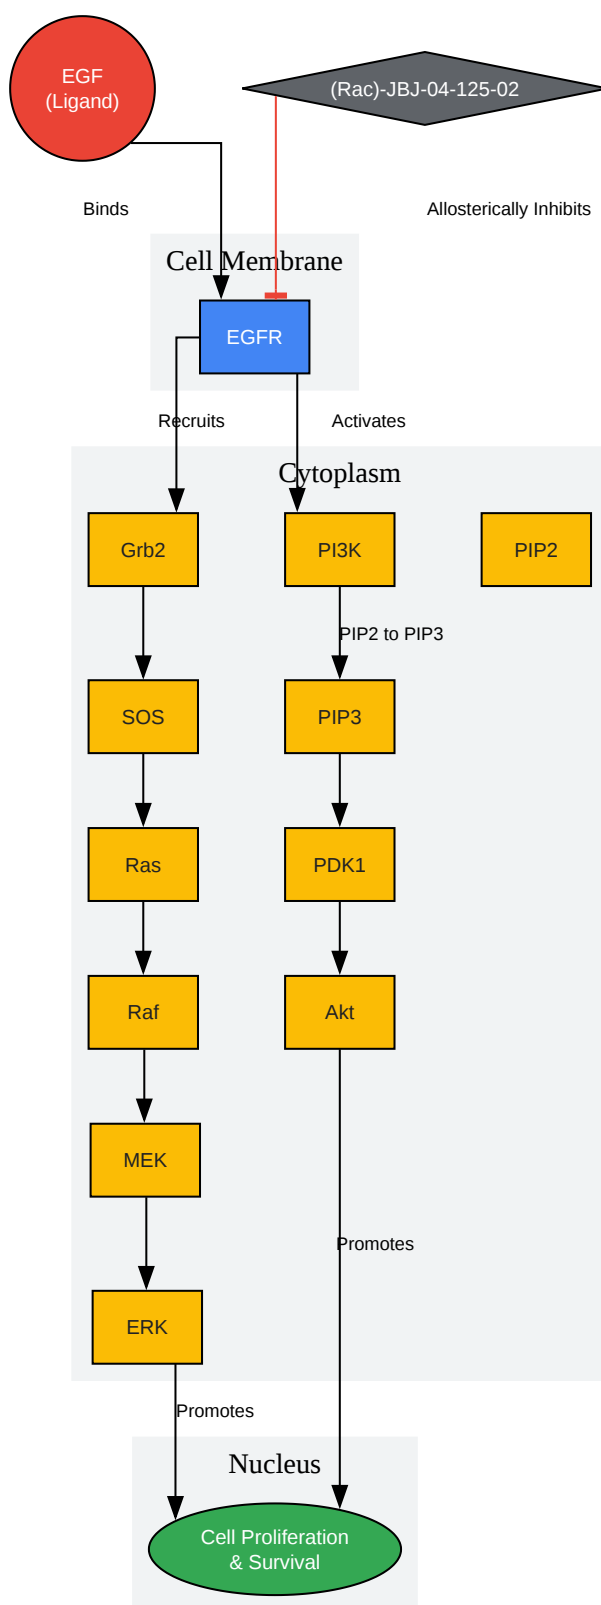 EGF
(Ligand)
(Rac)-JBJ-04-125-02
Binds
Allosterically Inhibits
Cell Membrane
EGFR
Recruits
Activates
Cytoplasm
Grb2
PI3K
PIP2
PIP2 to PIP3
SOS
PIP3
Ras
PDK1
Raf
Akt
MEK
Promotes
ERK
Promotes
Nucleus
Cell Proliferation
& Survival